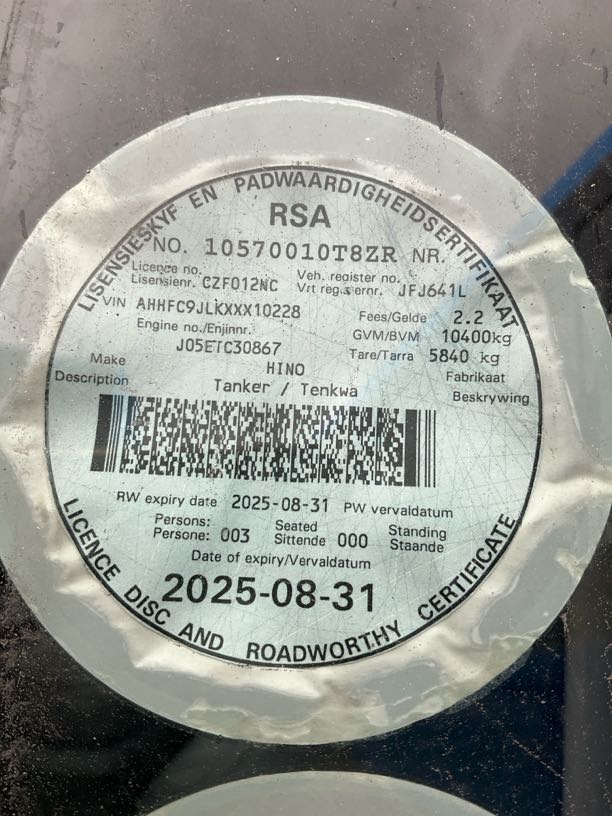 LISENSIESKYF EN PADWAARDIGHEIDSERTIFIKAAT
RSA
NO. 10570010T8ZR NR.
Licence no. Veh. register no.
Lisensienr. CZF012NC Vrt reg.sernr. JFJ641L
VIN AHHFC9JLKXXX10228 Fees/Gelde 2.2
Engine no./Enjinnr. GVM/BVM 10400kg
J05ETC30867 Tare/Tarra 5840 kg
Make HINO Fabrikaat
Description Tanker / Tenkwa Beskrywing
RW expiry date 2025-08-31 PW vervaldatum
Persons: Seated Standing
Persone: 003 Sittende 000 Staande
Date of expiry/Vervaldatum
2025-08-31
LICENCE DISC AND ROADWORTHY CERTIFICATE